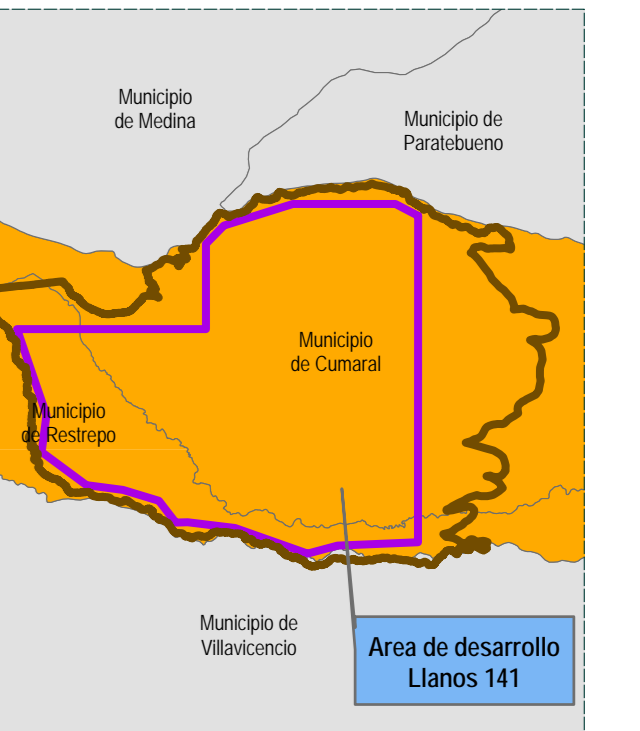 Municipio
de Medina
Municipio de
Paratebueno
Municipio
de Cumaral
Municipio
de Restrepo
Municipio de
Villavicencio
Area de desarrollo
Llanos 141